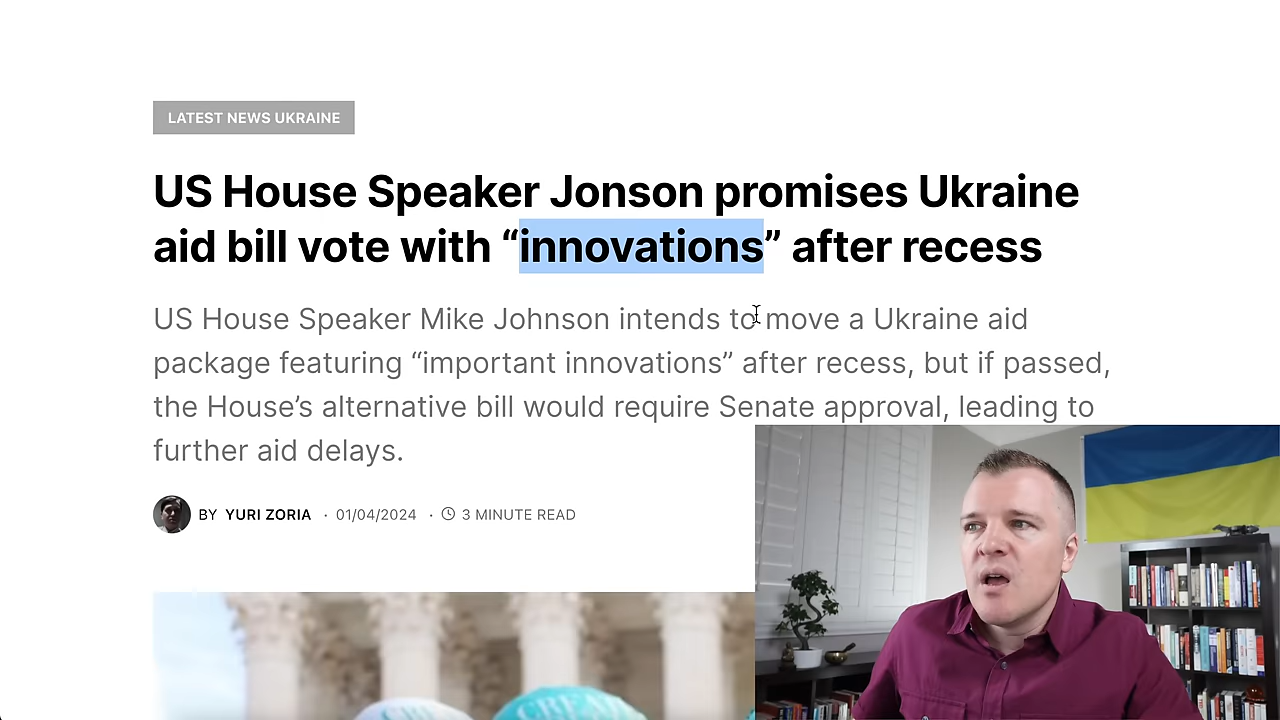 LATEST NEWS UKRAINE
US House Speaker Jonson promises Ukraine
aid bill vote with “innovations” after recess
US House Speaker Mike Johnson intends to move a Ukraine aid
package featuring “important innovations” after recess, but if passed,
the House’s alternative bill would require Senate approval, leading to
further aid delays.
BY YURI ZORIA · 01/04/2024 · 3 MINUTE READ